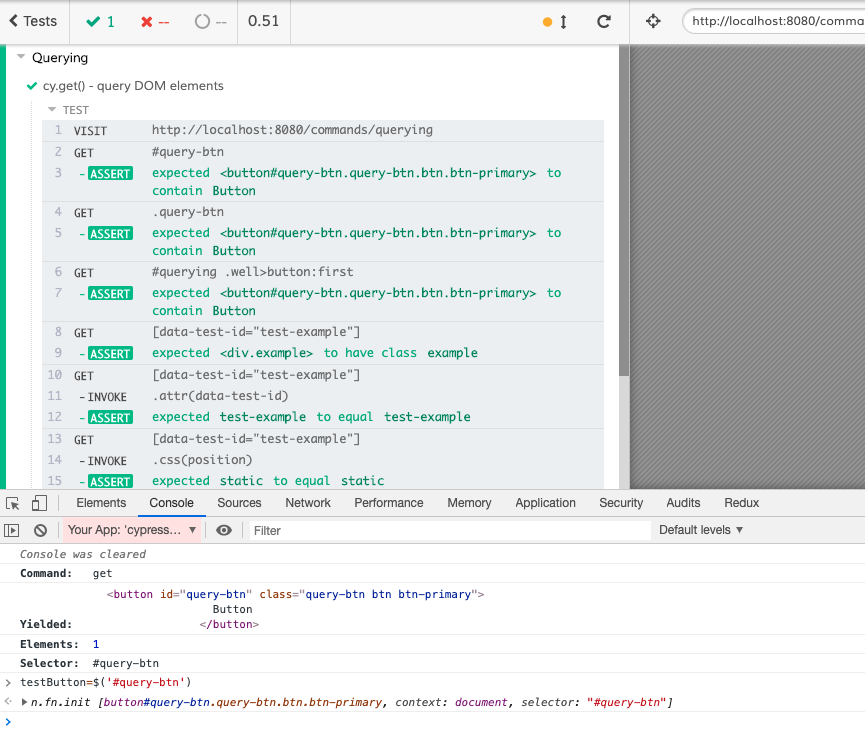 Tests 1 -- -- 0.51 http://localhost:8080/comma
Querying
cy.get() - query DOM elements
TEST
1 VISIT http://localhost:8080/commands/querying
2 GET #query-btn
3 -ASSERT expected <button#query-btn.query-btn.btn.btn-primary> to
contain Button
4 GET .query-btn
5 -ASSERT expected <button#query-btn.query-btn.btn.btn-primary> to
contain Button
6 GET #querying .well>button:first
7 -ASSERT expected <button#query-btn.query-btn.btn.btn-primary> to
contain Button
8 GET [data-test-id="test-example"]
9 -ASSERT expected <div.example> to have class example
10 GET [data-test-id="test-example"]
11 -INVOKE .attr(data-test-id)
12 -ASSERT expected test-example to equal test-example
13 GET [data-test-id="test-example"]
14 -INVOKE .css(position)
15 -ASSERT expected static to equal static
Elements Console Sources Network Performance Memory Application Security Audits Redux
Your App: 'cypress... ▼ Filter Default levels ▼
Console was cleared
Command: get
<button id="query-btn" class="query-btn btn btn-primary">
Button
Yielded: </button>
Elements: 1
Selector: #query-btn
> testButton=$('#query-btn')
n.fn.init [button#query-btn.query-btn.btn.btn-primary, context: document, selector: "#query-btn"]
>